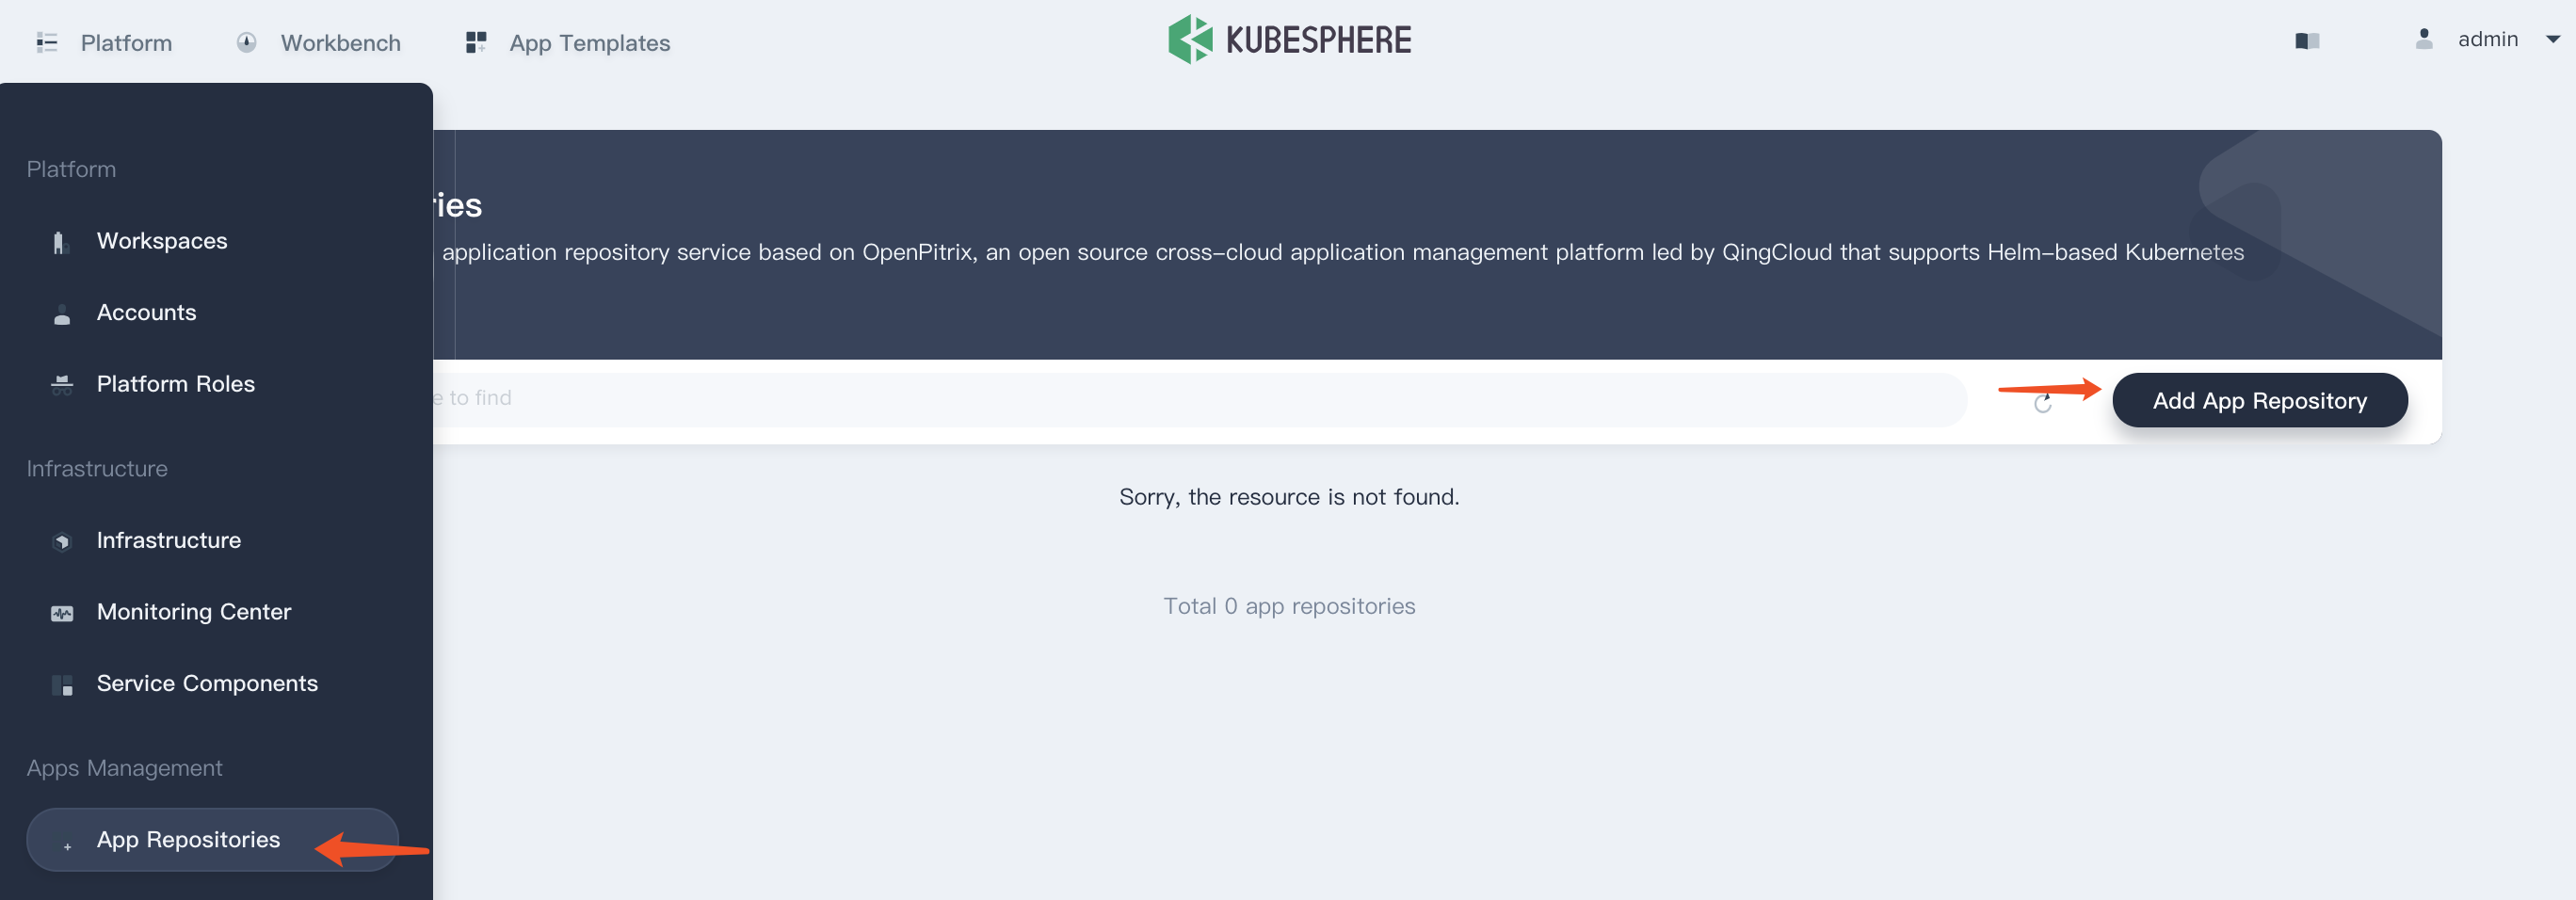 Platform
Workbench
App Templates
KUBESPHERE
admin
Platform
Workspaces
Accounts
Platform Roles
Infrastructure
Infrastructure
Monitoring Center
Service Components
Apps Management
App Repositories
ries
application repository service based on OpenPitrix, an open source cross-cloud application management platform led by QingCloud that supports Helm-based Kubernetes
e to find
Add App Repository
Sorry, the resource is not found.
Total 0 app repositories